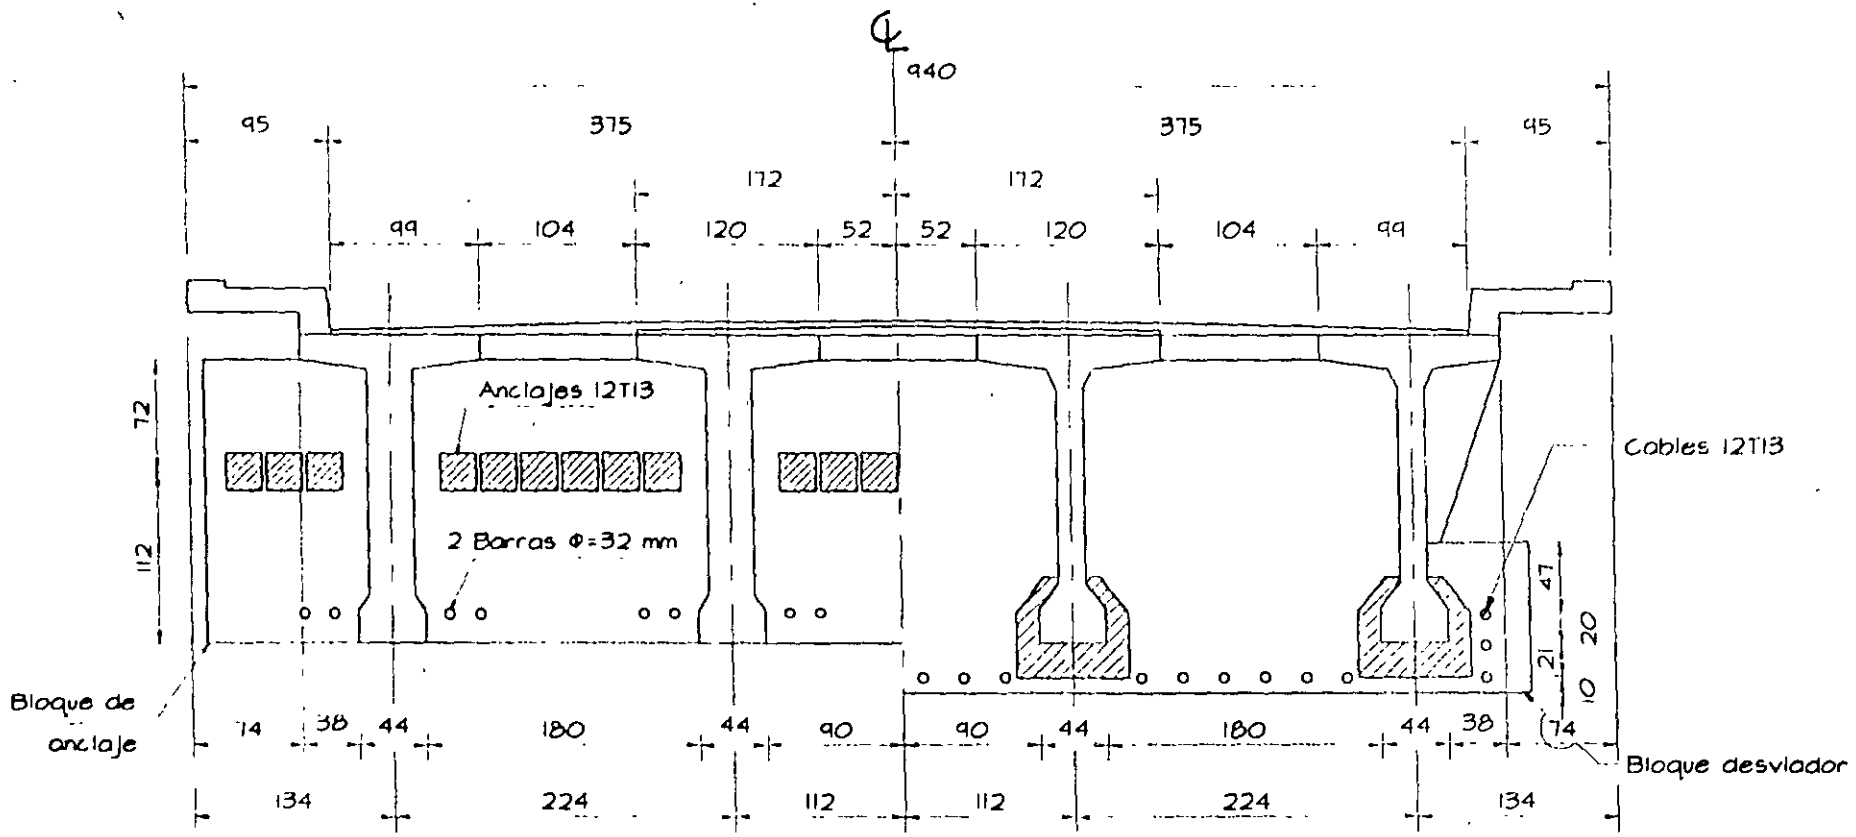 ℄
940
95 375 375 95
172 172
99 104 120 52 52 120 104 99
72
Anclajes 12T13
Cables 12T13
112
2 Barras Φ=32 mm
47
20
21
10
Bloque de
anclaje
74 38 44 180 44 90 90 44 180 44 38 74
Bloque desviador
134 224 112 112 224 134